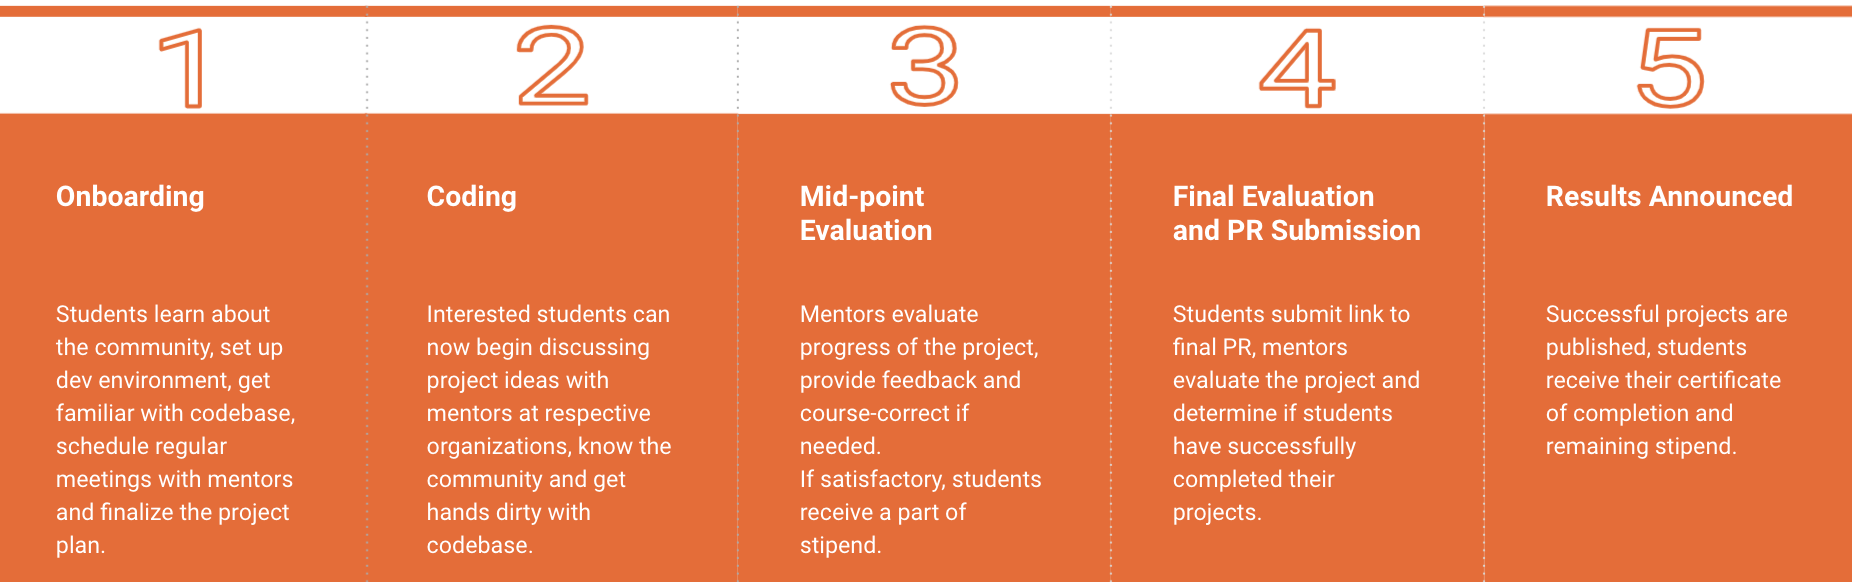 1
Onboarding
Students learn about
the community, set up
dev environment, get
familiar with codebase,
schedule regular
meetings with mentors
and finalize the project
plan.
2
Coding
Interested students can
now begin discussing
project ideas with
mentors at respective
organizations, know the
community and get
hands dirty with
codebase.
3
Mid-point
Evaluation
Mentors evaluate
progress of the project,
provide feedback and
course-correct if
needed.
If satisfactory, students
receive a part of
stipend.
4
Final Evaluation
and PR Submission
Students submit link to
final PR, mentors
evaluate the project and
determine if students
have successfully
completed their
projects.
5
Results Announced
Successful projects are
published, students
receive their certificate
of completion and
remaining stipend.